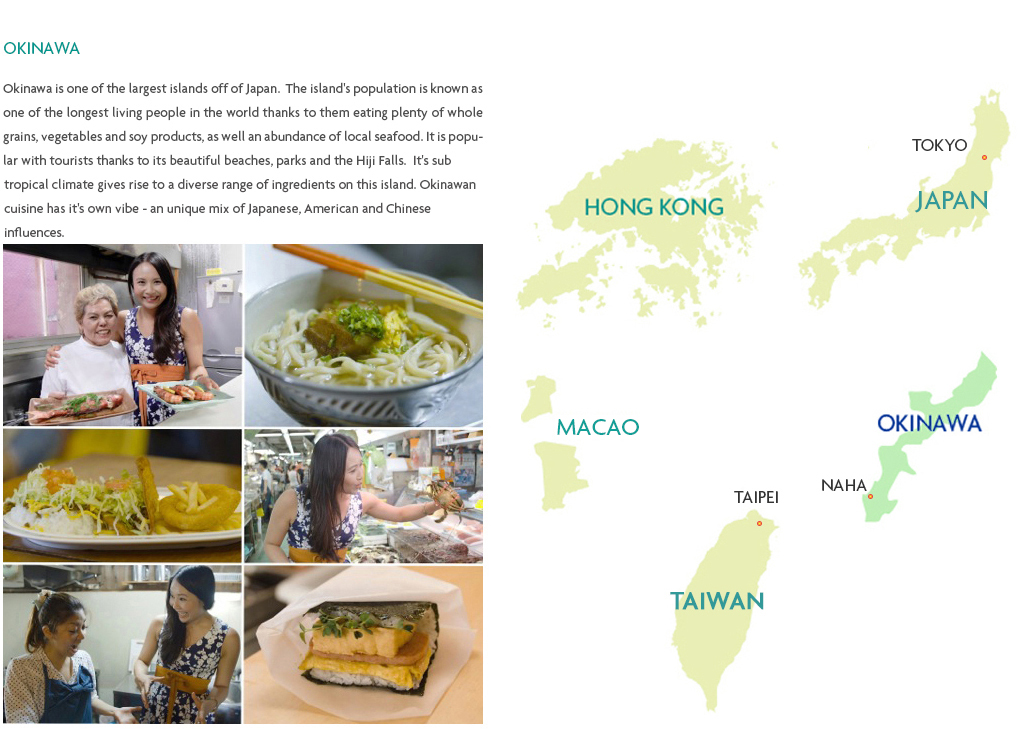 OKINAWA
Okinawa is one of the largest islands off of Japan.  The island's population is known as
one of the longest living people in the world thanks to them eating plenty of whole
grains, vegetables and soy products, as well an abundance of local seafood. It is popu-
lar with tourists thanks to its beautiful beaches, parks and the Hiji Falls.  It's sub
tropical climate gives rise to a diverse range of ingredients on this island. Okinawan
cuisine has it's own vibe - an unique mix of Japanese, American and Chinese
influences.
TOKYO
JAPAN
HONG KONG
MACAO
OKINAWA
NAHA
TAIPEI
TAIWAN